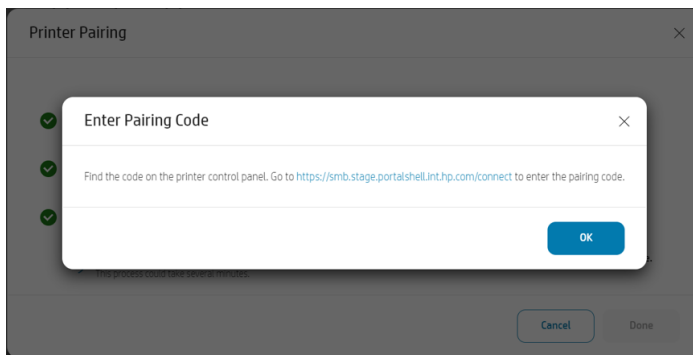 Printer Pairing
Enter Pairing Code
Find the code on the printer control panel. Go to https://smb.stage.portalshell.int.hp.com/connect to enter the pairing code.
OK
This process could take several minutes.
Cancel
Done